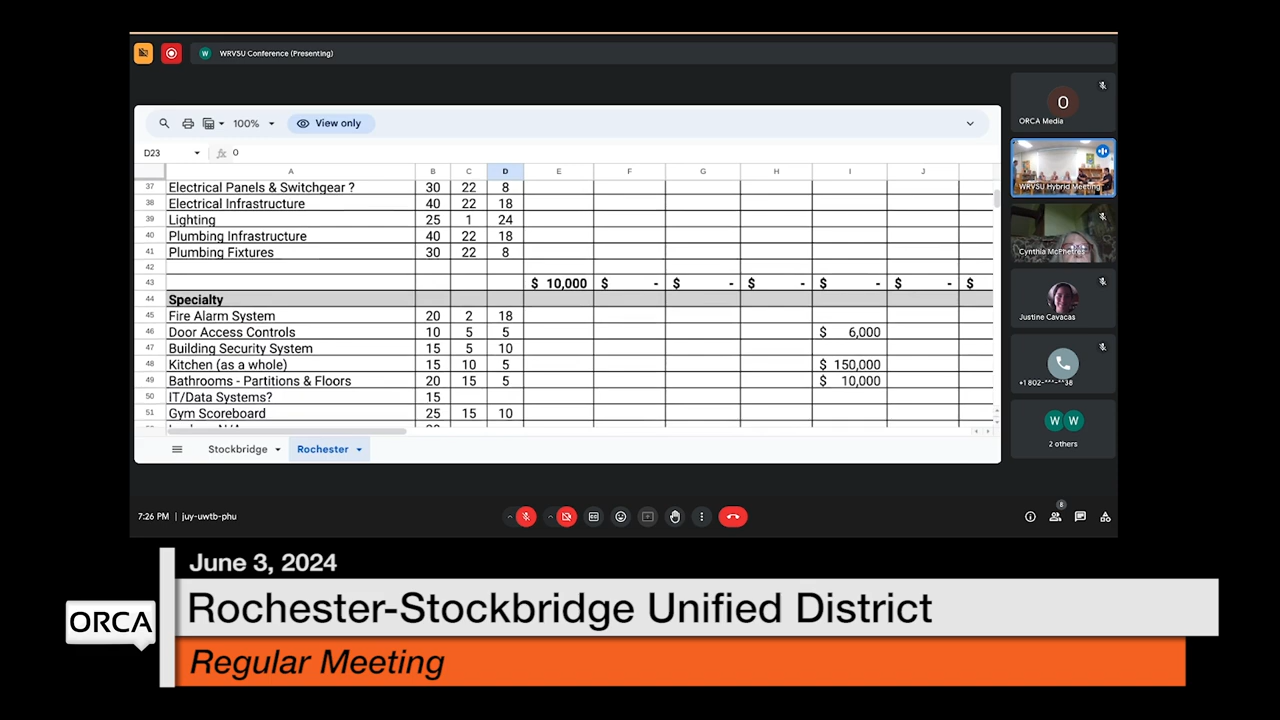 W WRVSU Conference (Presenting)
100% View only
D23 fx 0
A B C D E F G H I J
37 Electrical Panels & Switchgear ? 30 22 8
38 Electrical Infrastructure 40 22 18
39 Lighting 25 1 24
40 Plumbing Infrastructure 40 22 18
41 Plumbing Fixtures 30 22 8
42
43 $ 10,000 $ - $ - $ - $ - $ - $
44 Specialty
45 Fire Alarm System 20 2 18
46 Door Access Controls 10 5 5 $ 6,000
47 Building Security System 15 5 10
48 Kitchen (as a whole) 15 10 5 $ 150,000
49 Bathrooms - Partitions & Floors 20 15 5 $ 10,000
50 IT/Data Systems? 15
51 Gym Scoreboard 25 15 10
Stockbridge Rochester
O
ORCA Media
WRVSU Hybrid Meeting
Cynthia McPhetres
Justine Cavacas
+1 802-***-**38
W W
2 others
7:26 PM | juy-uwtb-phu
8
June 3, 2024
ORCA
Rochester-Stockbridge Unified District
Regular Meeting